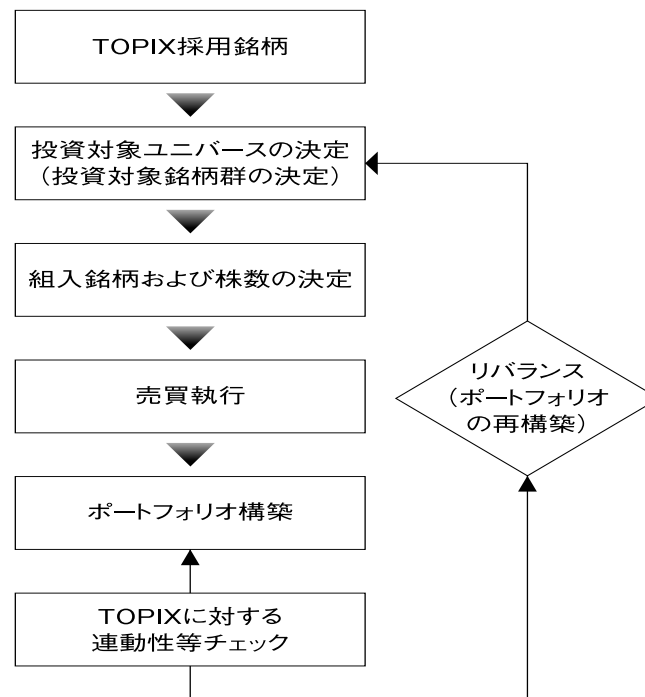 TOPIX採用銘柄
投資対象ユニバースの決定
（投資対象銘柄群の決定）
組入銘柄および株数の決定
売買執行
ポートフォリオ構築
TOPIXに対する
連動性等チェック
リバランス
（ポートフォリオ
の再構築）